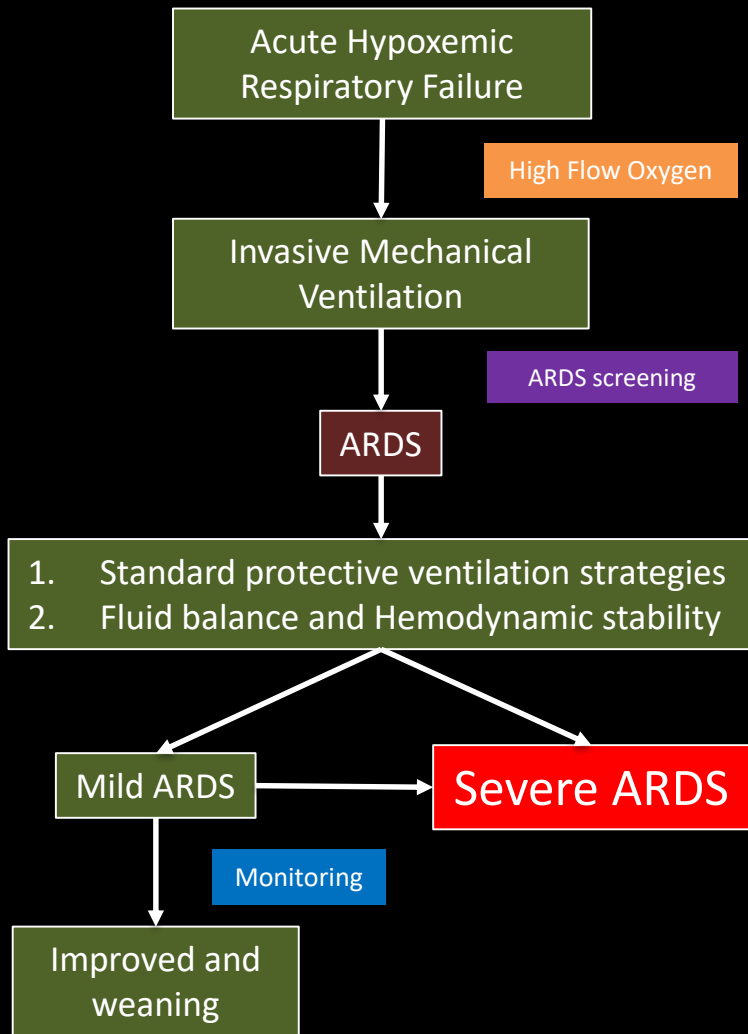 Acute Hypoxemic
Respiratory Failure
High Flow Oxygen
Invasive Mechanical
Ventilation
ARDS screening
ARDS
1. Standard protective ventilation strategies
2. Fluid balance and Hemodynamic stability
Mild ARDS
Severe ARDS
Monitoring
Improved and
weaning